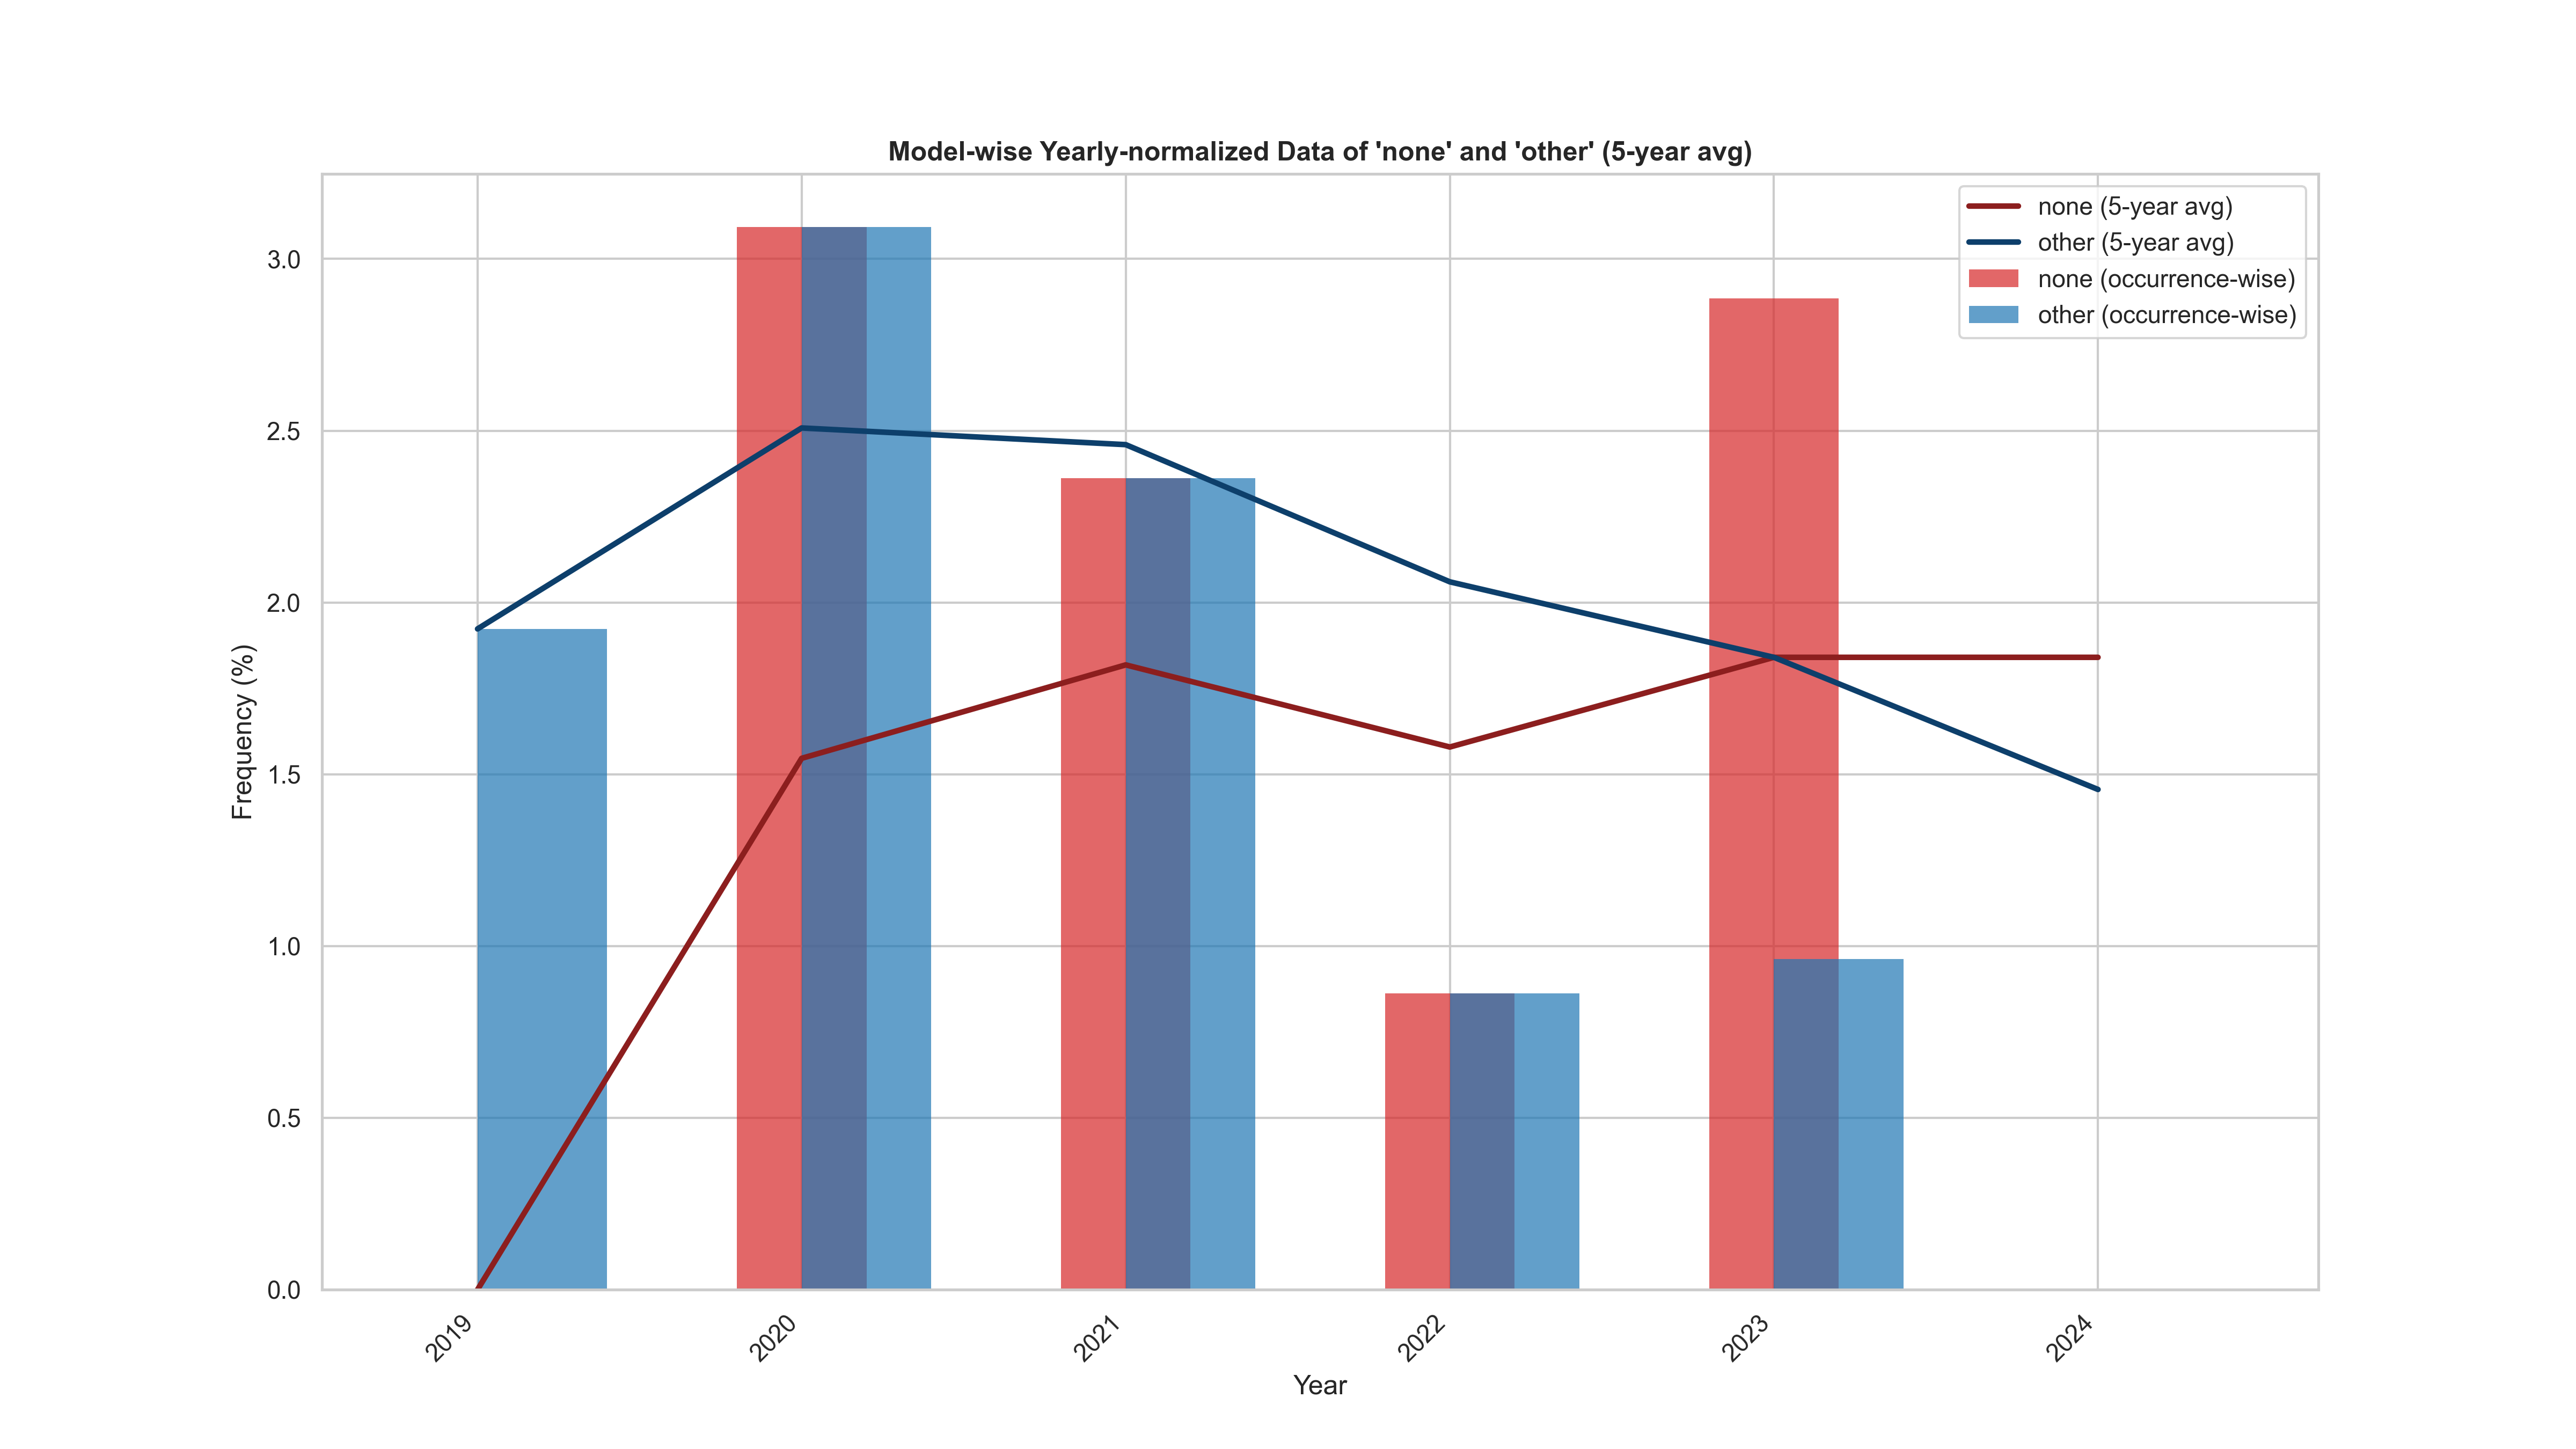 Model-wise Yearly-normalized Data of 'none' and 'other' (5-year avg)
none (5-year avg)
other (5-year avg)
none (occurrence-wise)
other (occurrence-wise)
Frequency (%)
3.0
2.5
2.0
1.5
1.0
0.5
0.0
2019
2020
2021
2022
2023
2024
Year